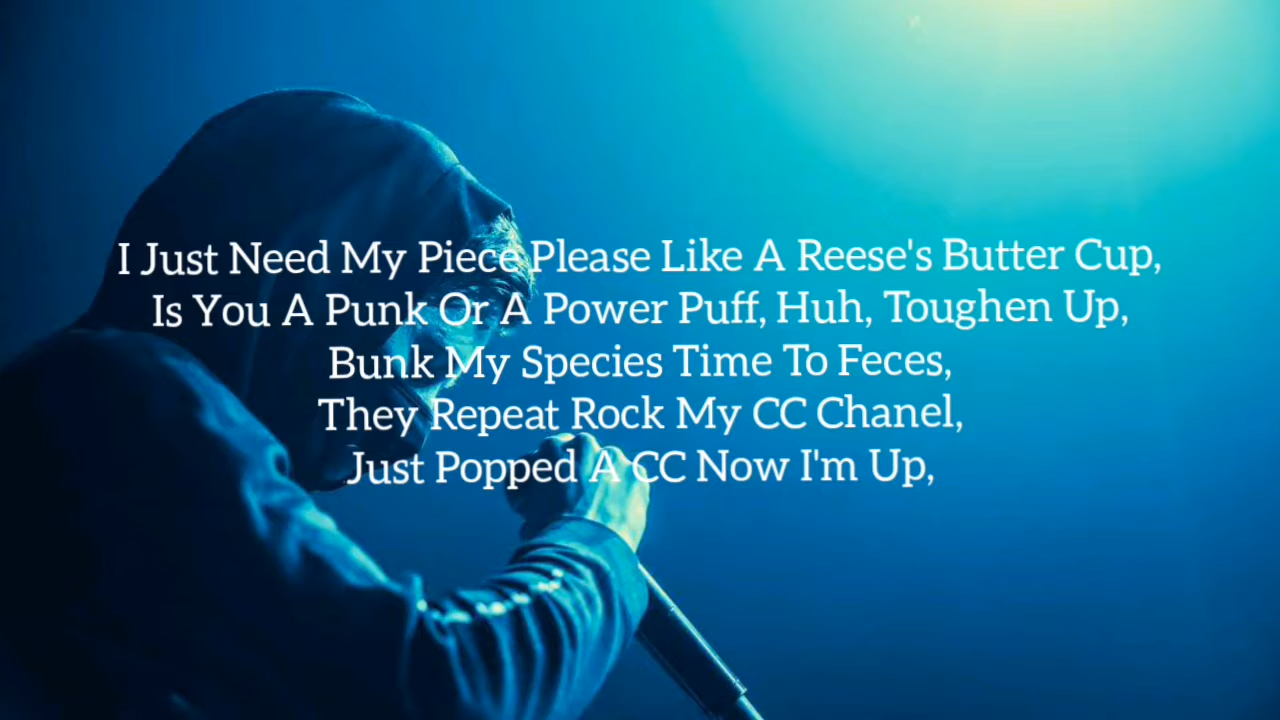 I Just Need My Piece Please Like A Reese's Butter Cup,
Is You A Punk Or A Power Puff, Huh, Toughen Up,
Bunk My Species Time To Feces,
They Repeat Rock My CC Chanel,
Just Popped A CC Now I'm Up,